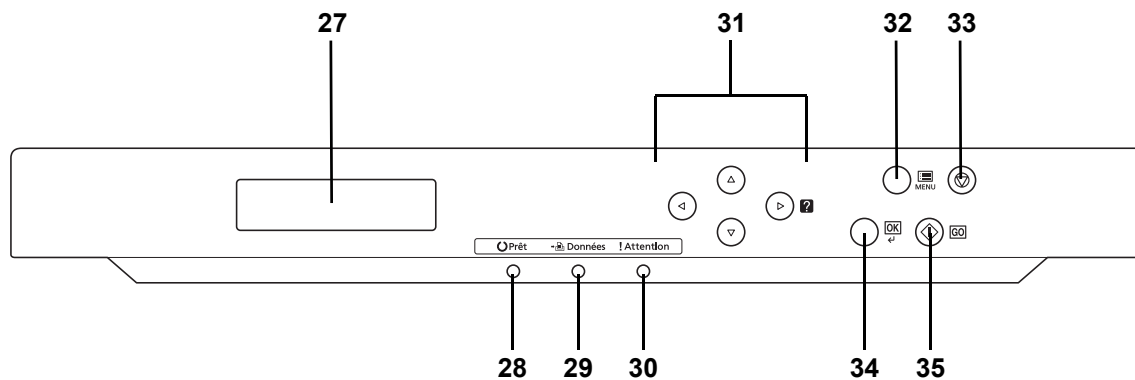 27 31 32 33
MENU
?
OK GO
Prêt Données ! Attention
28 29 30 34 35